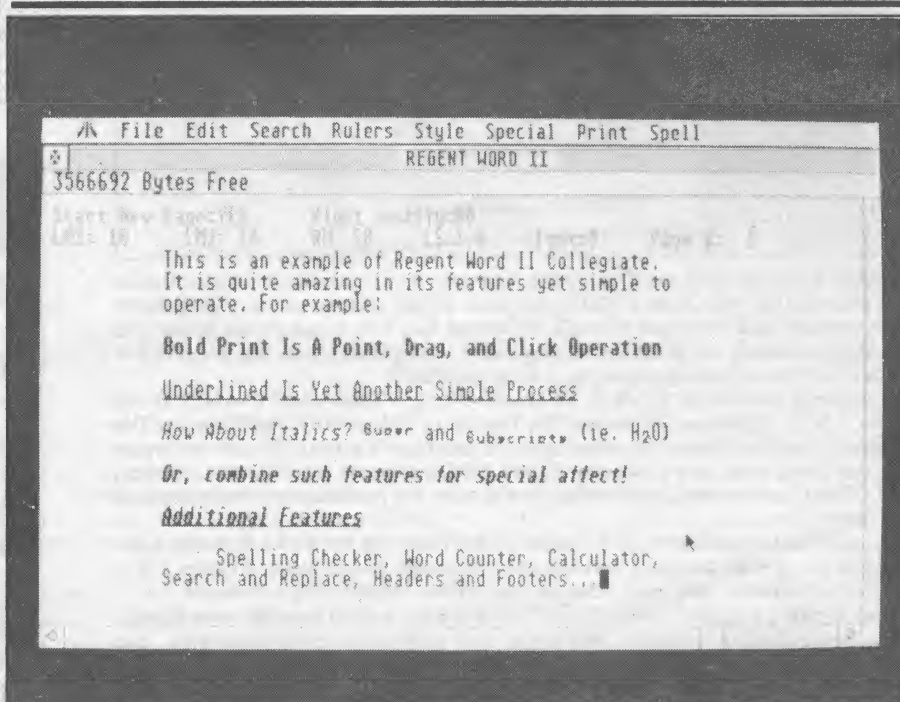 File Edit Search Rulers Style Special Print Spell
REGENT WORD II
3566692 Bytes Free
This is an example of Regent Word II Collegiate.
It is quite amazing in its features yet simple to
operate. For example:
Bold Print Is A Point, Drag, and Click Operation
Underlined Is Yet Another Simple Process
How About Italics? Super and Subscripts (ie. H₂O)
Or, combine such features for special affect!
Additional Features
Spelling Checker, Word Counter, Calculator,
Search and Replace, Headers and Footers...